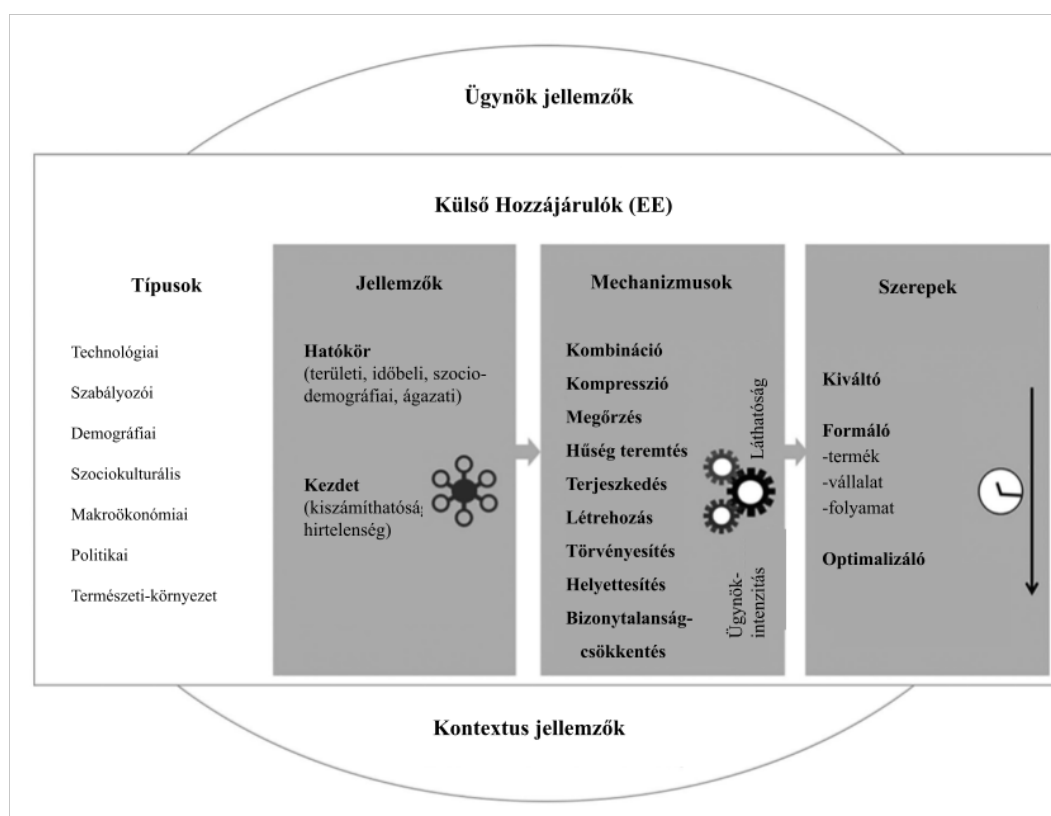 Ügynök jellemzők
Külső Hozzájárulók (EE)
Típusok
Technológiai
Szabályozói
Demográfiai
Szociokulturális
Makroökonómiai
Politikai
Természeti-környezet
Jellemzők
Hatókör
(területi, időbeli, szocio-
demográfiai, ágazati)
Kezdet
(kiszámíthatóság
hirtelenség)
Mechanizmusok
Kombináció
Kompresszió
Megőrzés
Hűség teremtés
Terjeszkedés
Létrehozás
Törvényesítés
Helyettesítés
Bizonytalanság-
csökkentés
Láthatóság
Ügynök-
intenzitás
Szerepek
Kiváltó
Formáló
-termék
-vállalat
-folyamat
Optimalizáló
Kontextus jellemzők